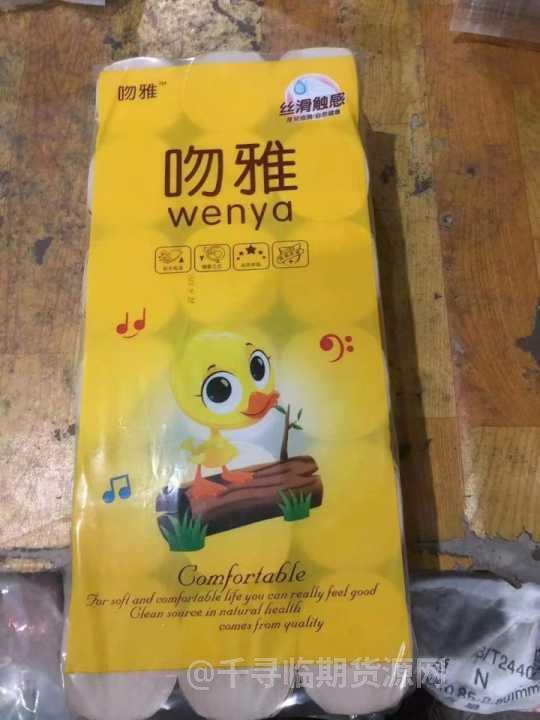 吻雅™
丝滑触感
吻雅
wenya
Comfortable
For soft and comfortable life you can really feel good
Clean source in natural health
comes from quality
@千寻临期货源网
/T2440
N